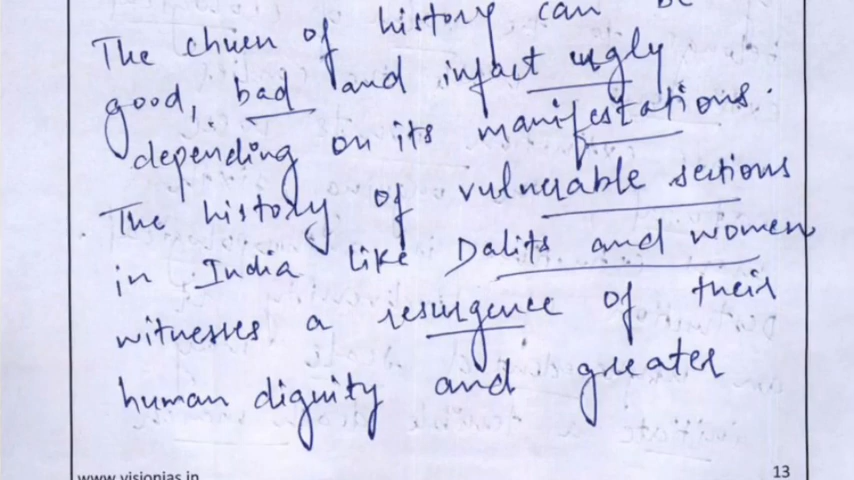 The chain of history can be
good, bad and infact ugly
depending on its manifestations.
The history of vulnerable sections
in India like Dalits and women
witnesses a resurgence of their
human dignity and greater
www.visionias.in
13